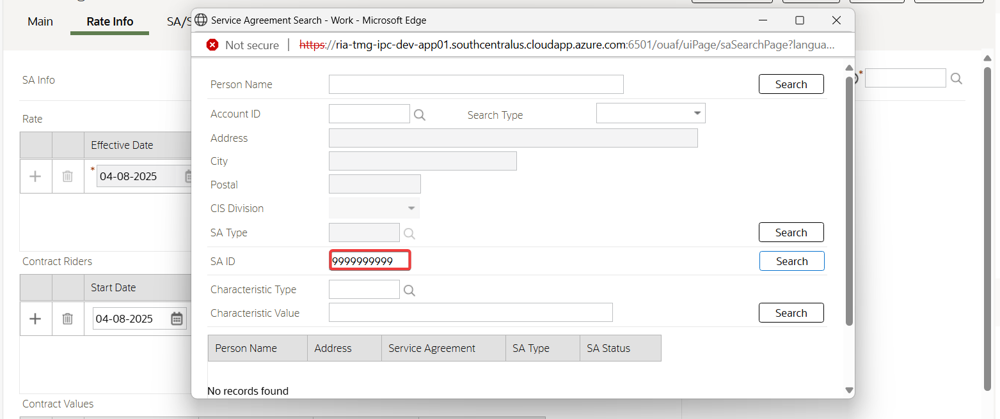 Main Rate Info SA/S
Service Agreement Search - Work - Microsoft Edge
Not secure https://ria-tmg-ipc-dev-app01.southcentralus.cloudapp.azure.com:6501/ouaf/uiPage/saSearchPage?langua...
SA Info
*
Person Name Search
Account ID Search Type
Rate
Address
Effective Date
City
* 04-08-2025
Postal
CIS Division
SA Type Search
Contract Riders
SA ID 9999999999 Search
Start Date
Characteristic Type
04-08-2025
Characteristic Value Search
Person Name Address Service Agreement SA Type SA Status
No records found
Contract Values